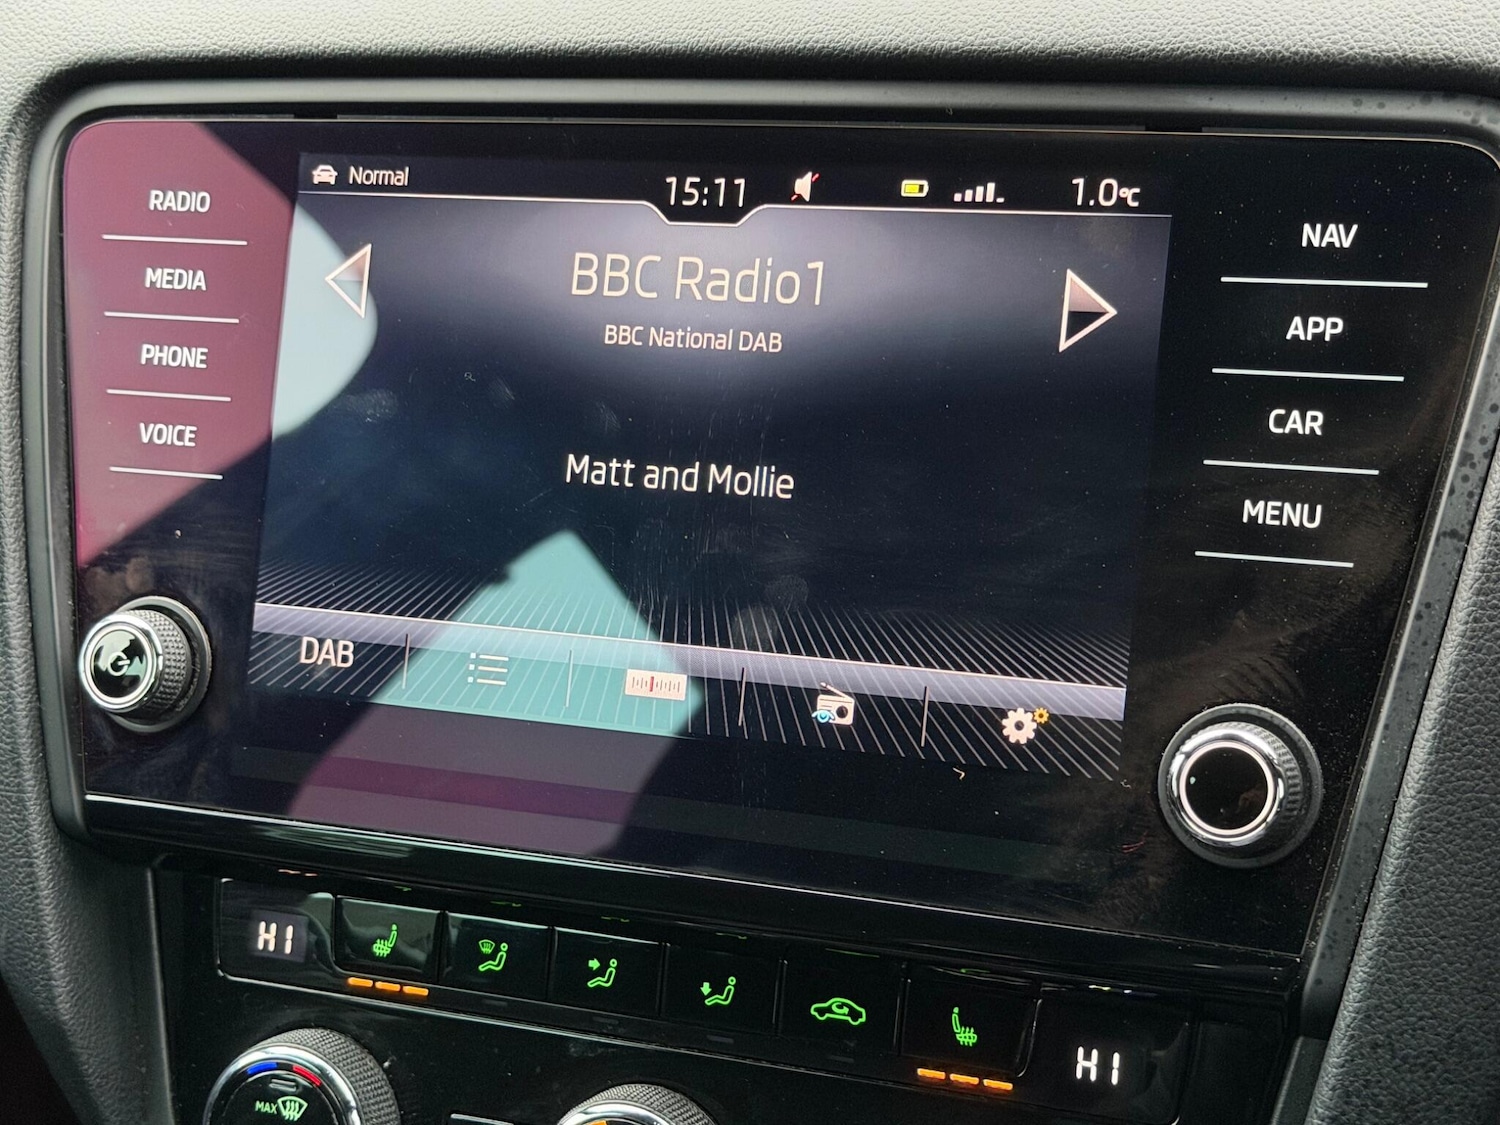 Normal
15:11
1.0°C
RADIO
MEDIA
PHONE
VOICE
BBC Radio1
BBC National DAB
Matt and Mollie
DAB
NAV
APP
CAR
MENU
HI
HI
MAX